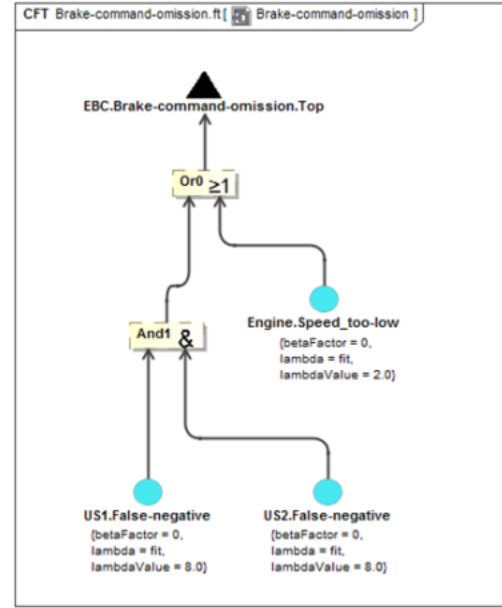 CFT Brake-command-omission.ft[ Brake-command-omission ]
EBC.Brake-command-omission.Top
Or0 ≥1
And1 &
Engine.Speed_too-low
{betaFactor = 0,
lambda = fit,
lambdaValue = 2.0}
US1.False-negative
{betaFactor = 0,
lambda = fit,
lambdaValue = 8.0}
US2.False-negative
{betaFactor = 0,
lambda = fit,
lambdaValue = 8.0}